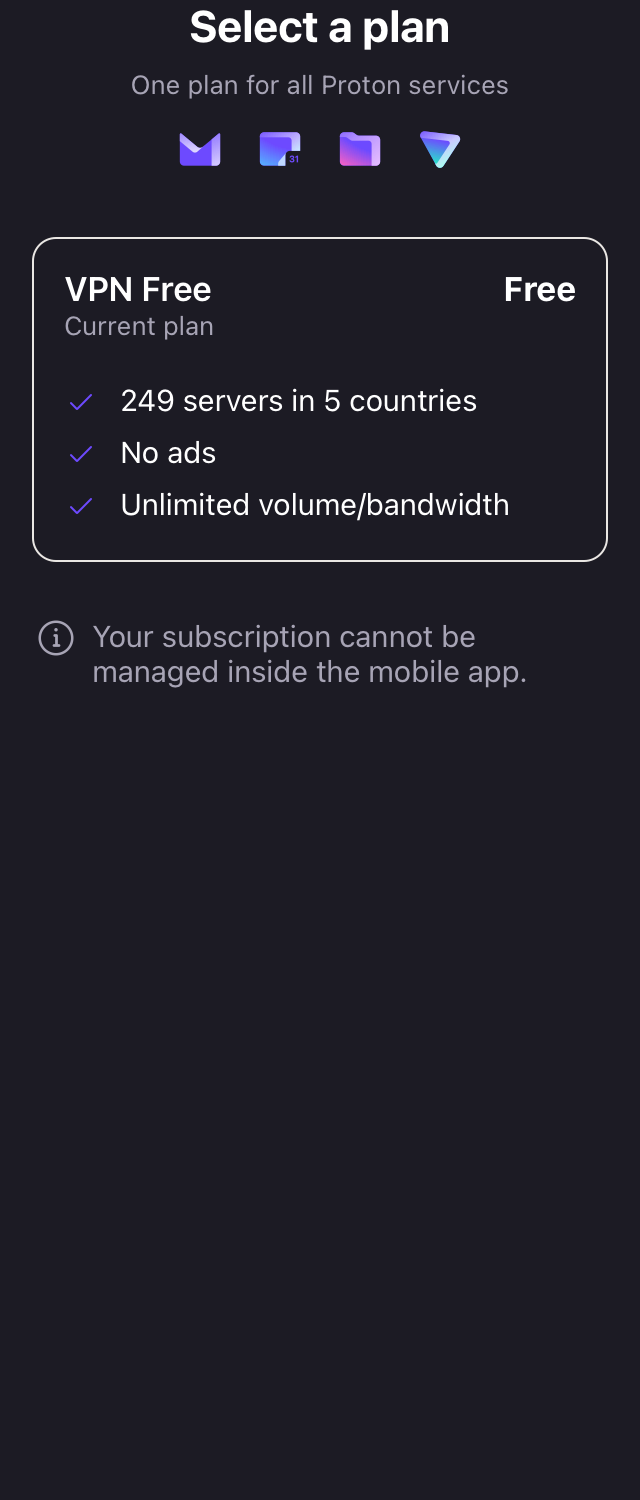 Select a plan
One plan for all Proton services
31
VPN Free
Free
Current plan
249 servers in 5 countries
No ads
Unlimited volume/bandwidth
Your subscription cannot be
managed inside the mobile app.